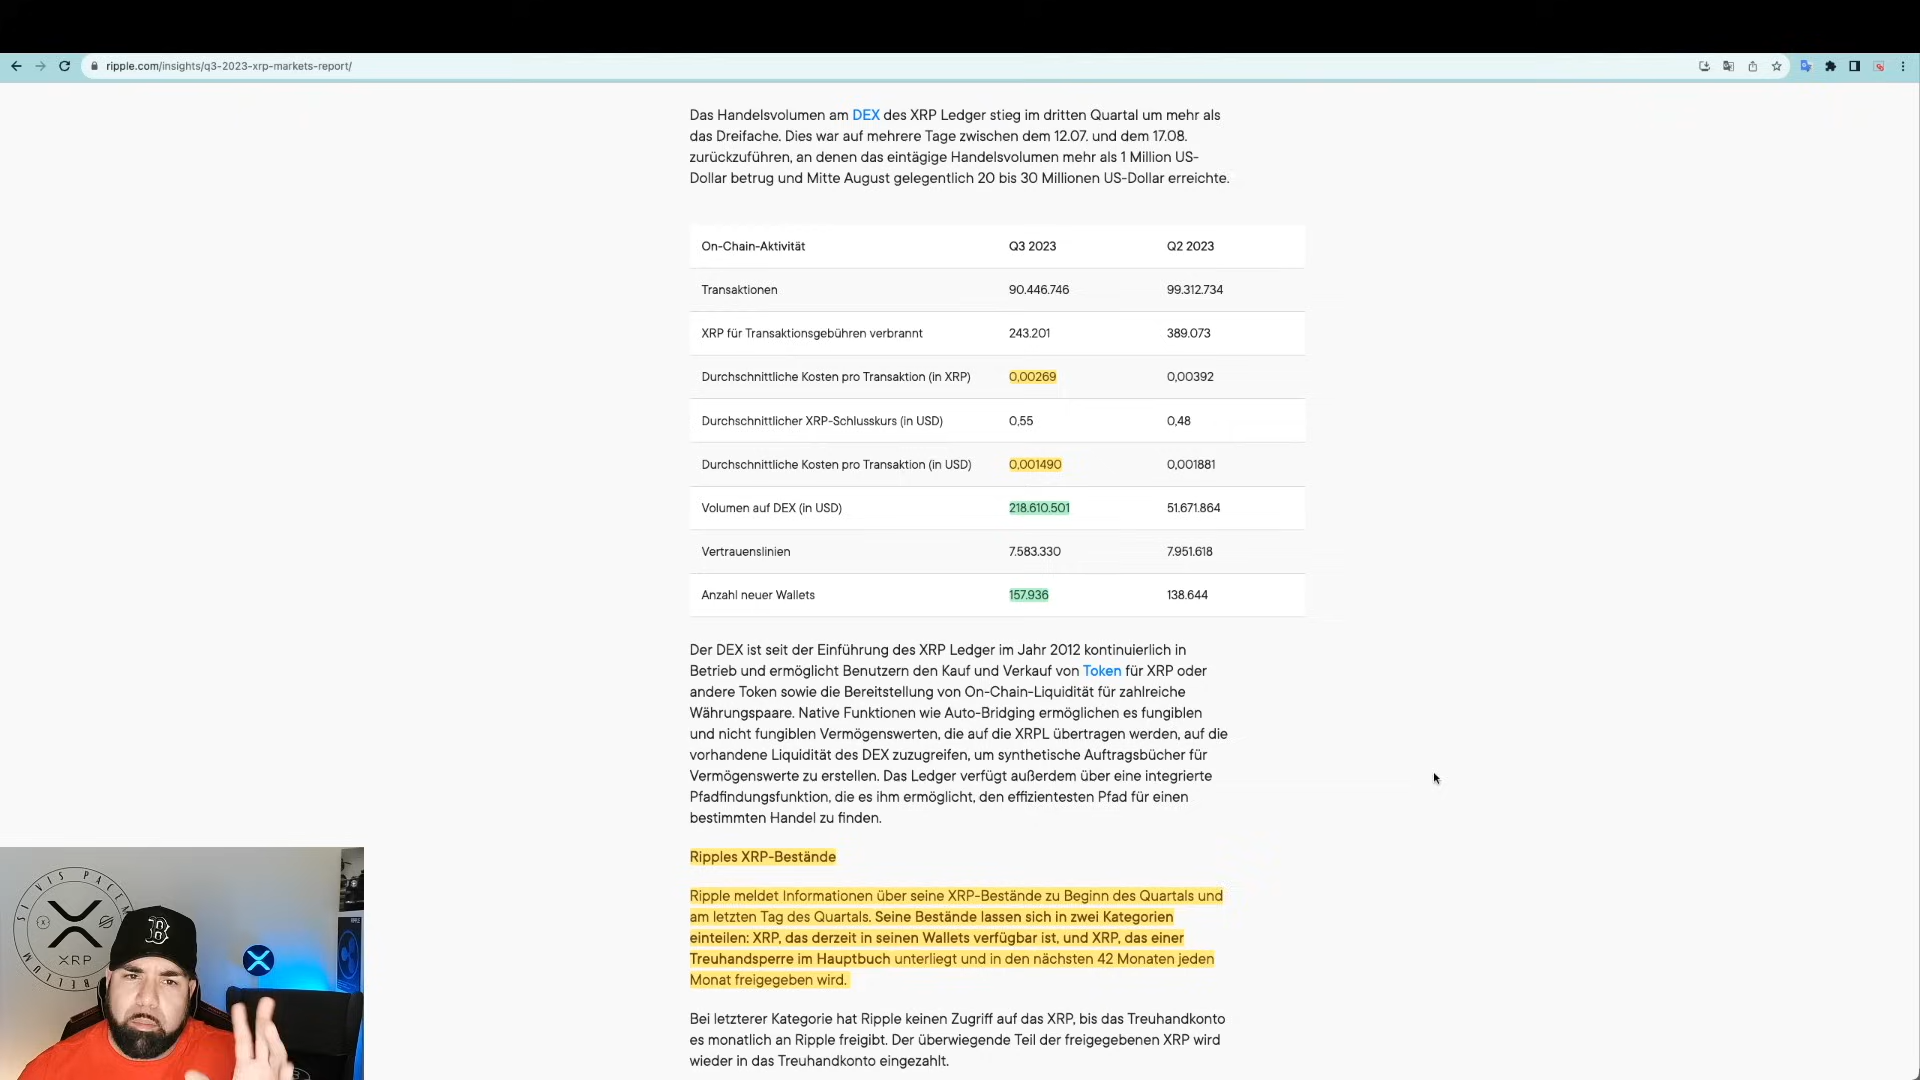 ripple.com/insights/q3-2023-xrp-markets-report/
Das Handelsvolumen am DEX des XRP Ledger stieg im dritten Quartal um mehr als
das Dreifache. Dies war auf mehrere Tage zwischen dem 12.07. und dem 17.08.
zurückzuführen, an denen das eintägige Handelsvolumen mehr als 1 Million US-
Dollar betrug und Mitte August gelegentlich 20 bis 30 Millionen US-Dollar erreichte.
On-Chain-Aktivität Q3 2023 Q2 2023
Transaktionen 90.446.746 99.312.734
XRP für Transaktionsgebühren verbrannt 243.201 389.073
Durchschnittliche Kosten pro Transaktion (in XRP) 0,00269 0,00392
Durchschnittlicher XRP-Schlusskurs (in USD) 0,55 0,48
Durchschnittliche Kosten pro Transaktion (in USD) 0,001490 0,001881
Volumen auf DEX (in USD) 218.610.501 51.671.864
Vertrauenslinien 7.583.330 7.951.618
Anzahl neuer Wallets 157.936 138.644
Der DEX ist seit der Einführung des XRP Ledger im Jahr 2012 kontinuierlich in
Betrieb und ermöglicht Benutzern den Kauf und Verkauf von Token für XRP oder
andere Token sowie die Bereitstellung von On-Chain-Liquidität für zahlreiche
Währungspaare. Native Funktionen wie Auto-Bridging ermöglichen es fungiblen
und nicht fungiblen Vermögenswerten, die auf die XRPL übertragen werden, auf die
vorhandene Liquidität des DEX zuzugreifen, um synthetische Auftragsbücher für
Vermögenswerte zu erstellen. Das Ledger verfügt außerdem über eine integrierte
Pfadfindungsfunktion, die es ihm ermöglicht, den effizientesten Pfad für einen
bestimmten Handel zu finden.
Ripples XRP-Bestände
Ripple meldet Informationen über seine XRP-Bestände zu Beginn des Quartals und
am letzten Tag des Quartals. Seine Bestände lassen sich in zwei Kategorien
einteilen: XRP, das derzeit in seinen Wallets verfügbar ist, und XRP, das einer
Treuhandsperre im Hauptbuch unterliegt und in den nächsten 42 Monaten jeden
Monat freigegeben wird.
Bei letzterer Kategorie hat Ripple keinen Zugriff auf das XRP, bis das Treuhandkonto
es monatlich an Ripple freigibt. Der überwiegende Teil der freigegebenen XRP wird
wieder in das Treuhandkonto eingezahlt.
SI VIS PACEM
BELLUM
XRP
B